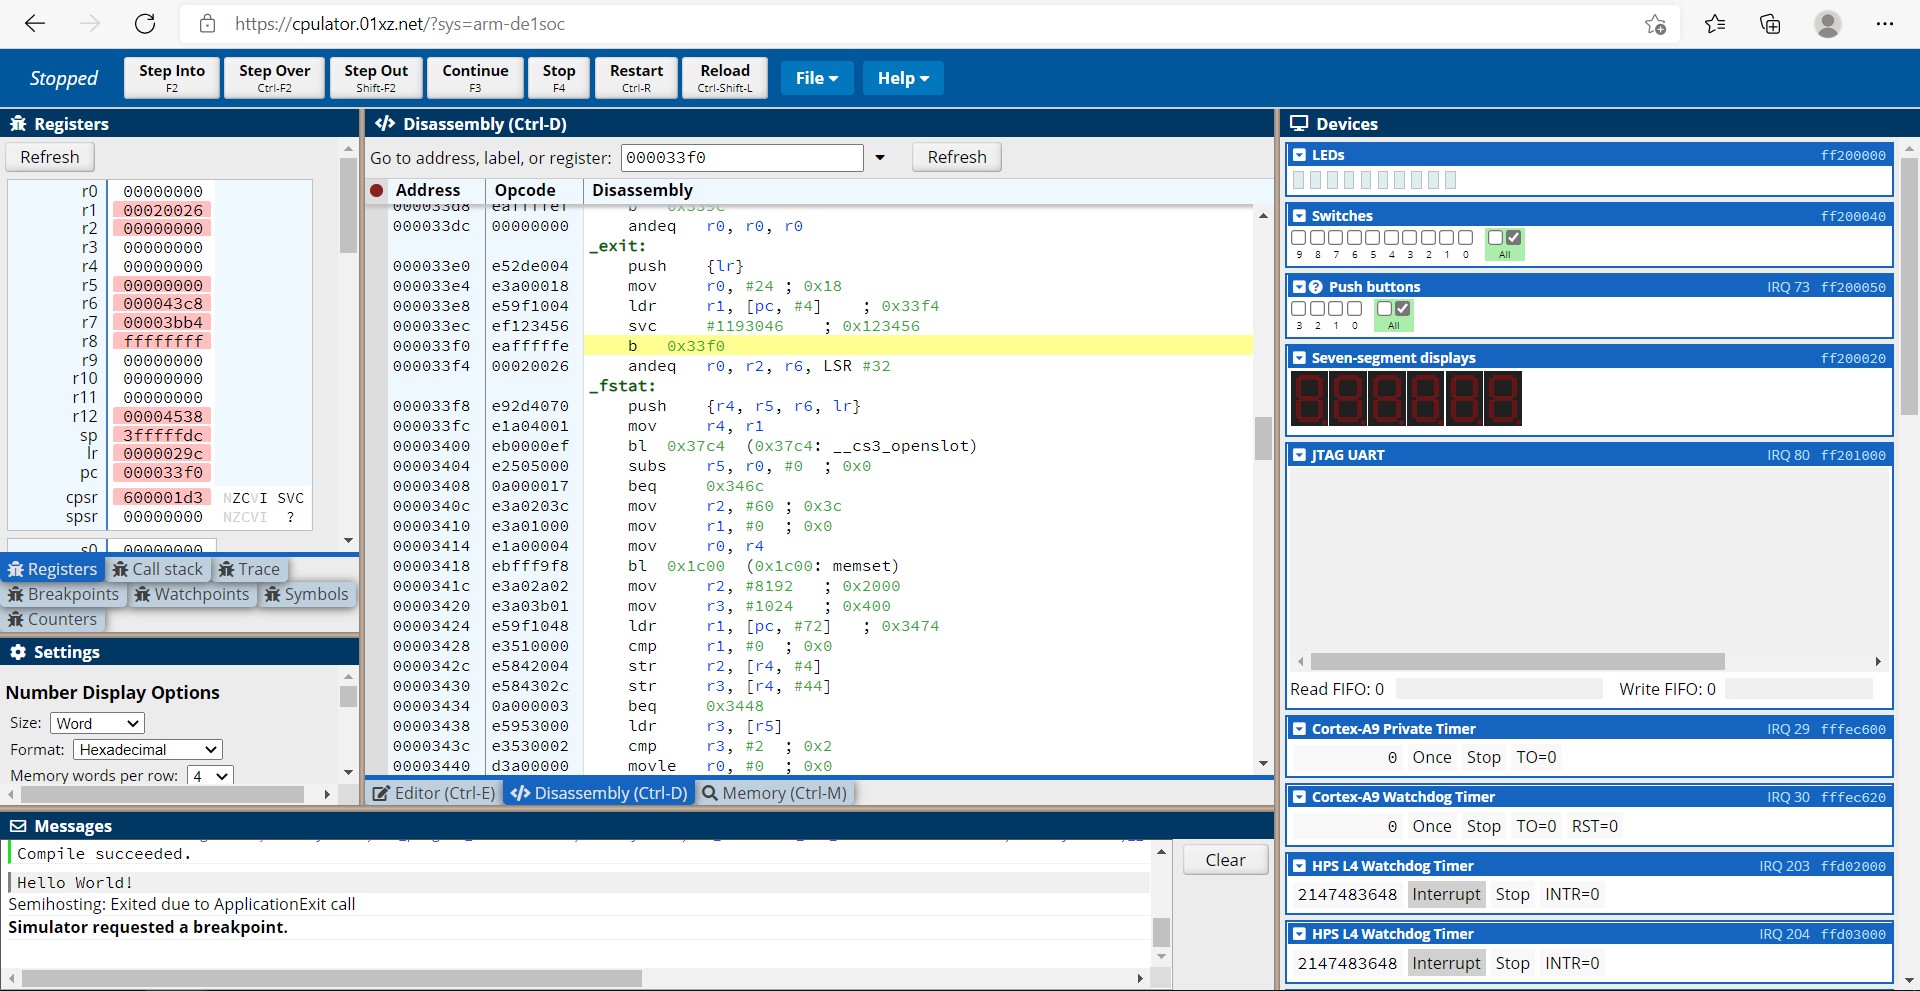 https://cpulator.01xz.net/?sys=arm-de1soc
Stopped
Step Into
F2
Step Over
Ctrl-F2
Step Out
Shift-F2
Continue
F3
Stop
F4
Restart
Ctrl-R
Reload
Ctrl-Shift-L
File
Help
Registers
Refresh
r0 00000000
r1 00020026
r2 00000000
r3 00000000
r4 00000000
r5 00000000
r6 000043c8
r7 00003bb4
r8 ffffffff
r9 00000000
r10 00000000
r11 00000000
r12 00004538
sp 3fffffdc
lr 0000029c
pc 000033f0
cpsr 600001d3 NZCVI SVC
spsr 00000000 NZCVI ?
s0 00000000
Registers Call stack Trace
Breakpoints Watchpoints Symbols
Counters
Settings
Number Display Options
Size: Word
Format: Hexadecimal
Memory words per row: 4
Disassembly (Ctrl-D)
Go to address, label, or register: 000033f0 Refresh
Address Opcode Disassembly
000033d8 eaffffef b 0x339c
000033dc 00000000 andeq r0, r0, r0
_exit:
000033e0 e52de004 push {lr}
000033e4 e3a00018 mov r0, #24 ; 0x18
000033e8 e59f1004 ldr r1, [pc, #4] ; 0x33f4
000033ec ef123456 svc #1193046 ; 0x123456
000033f0 eafffffe b 0x33f0
000033f4 00020026 andeq r0, r2, r6, LSR #32
_fstat:
000033f8 e92d4070 push {r4, r5, r6, lr}
000033fc e1a04001 mov r4, r1
00003400 eb0000ef bl 0x37c4 (0x37c4: __cs3_openslot)
00003404 e2505000 subs r5, r0, #0 ; 0x0
00003408 0a000017 beq 0x346c
0000340c e3a0203c mov r2, #60 ; 0x3c
00003410 e3a01000 mov r1, #0 ; 0x0
00003414 e1a00004 mov r0, r4
00003418 ebfff9f8 bl 0x1c00 (0x1c00: memset)
0000341c e3a02a02 mov r2, #8192 ; 0x2000
00003420 e3a03b01 mov r3, #1024 ; 0x400
00003424 e59f1048 ldr r1, [pc, #72] ; 0x3474
00003428 e3510000 cmp r1, #0 ; 0x0
0000342c e5842004 str r2, [r4, #4]
00003430 e584302c str r3, [r4, #44]
00003434 0a000003 beq 0x3448
00003438 e5953000 ldr r3, [r5]
0000343c e3530002 cmp r3, #2 ; 0x2
00003440 d3a00000 movle r0, #0 ; 0x0
Editor (Ctrl-E) Disassembly (Ctrl-D) Memory (Ctrl-M)
Messages
Compile succeeded.
Hello World!
Semihosting: Exited due to ApplicationExit call
Simulator requested a breakpoint.
Clear
Devices
LEDs ff200000
Switches ff200040
9 8 7 6 5 4 3 2 1 0 All
Push buttons IRQ 73 ff200050
3 2 1 0 All
Seven-segment displays ff200020
JTAG UART IRQ 80 ff201000
Read FIFO: 0 Write FIFO: 0
Cortex-A9 Private Timer IRQ 29 fffec600
0 Once Stop TO=0
Cortex-A9 Watchdog Timer IRQ 30 fffec620
0 Once Stop TO=0 RST=0
HPS L4 Watchdog Timer IRQ 203 ffd02000
2147483648 Interrupt Stop INTR=0
HPS L4 Watchdog Timer IRQ 204 ffd03000
2147483648 Interrupt Stop INTR=0